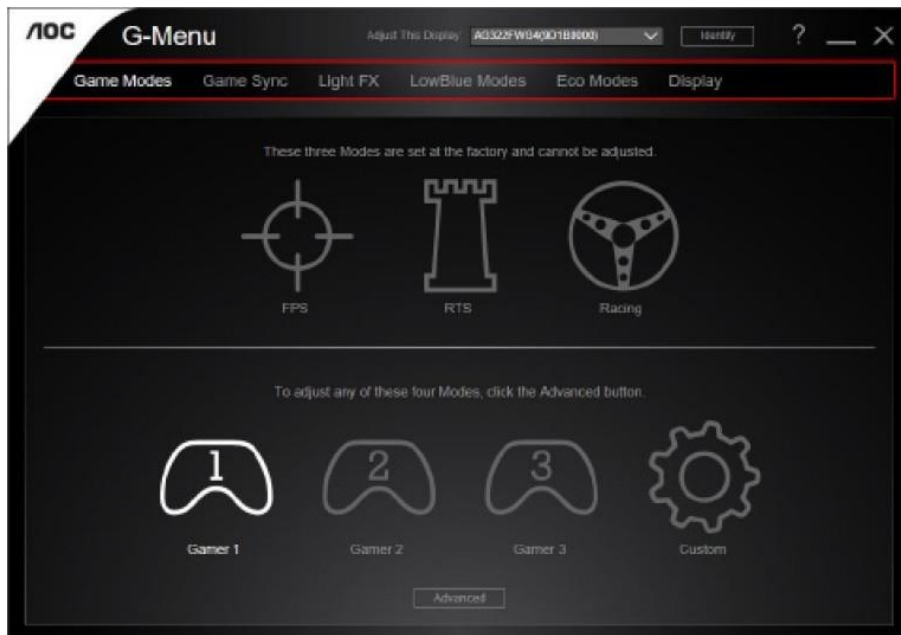 AOC G-Menu Adjust This Display AG322FWG4(9D1B8000) Identify ?
Game Modes Game Sync Light FX LowBlue Modes Eco Modes Display
These three Modes are set at the factory and cannot be adjusted.
FPS RTS Racing
To adjust any of these four Modes, click the Advanced button.
1 2 3
Gamer 1 Gamer 2 Gamer 3 Custom
Advanced